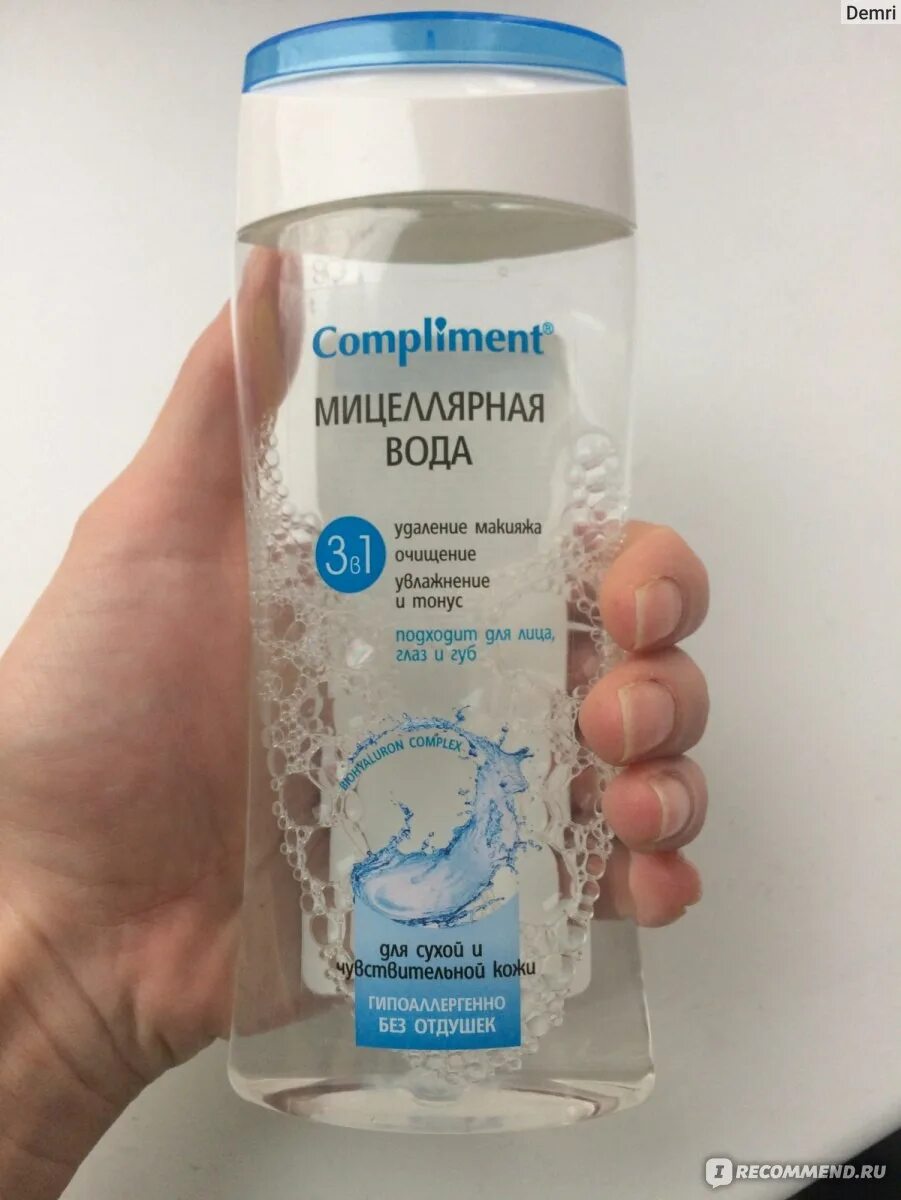 Demri
Compliment®
МИЦЕЛЛЯРНАЯ
ВОДА
3в1
удаление макияжа
очищение
увлажнение
и тонус
подходит для лица,
глаз и губ
BIOHYALURON COMPLEX
для сухой и
чувствительной кожи
ГИПОАЛЛЕРГЕННО
БЕЗ ОТДУШЕК
IRECOMMEND.RU